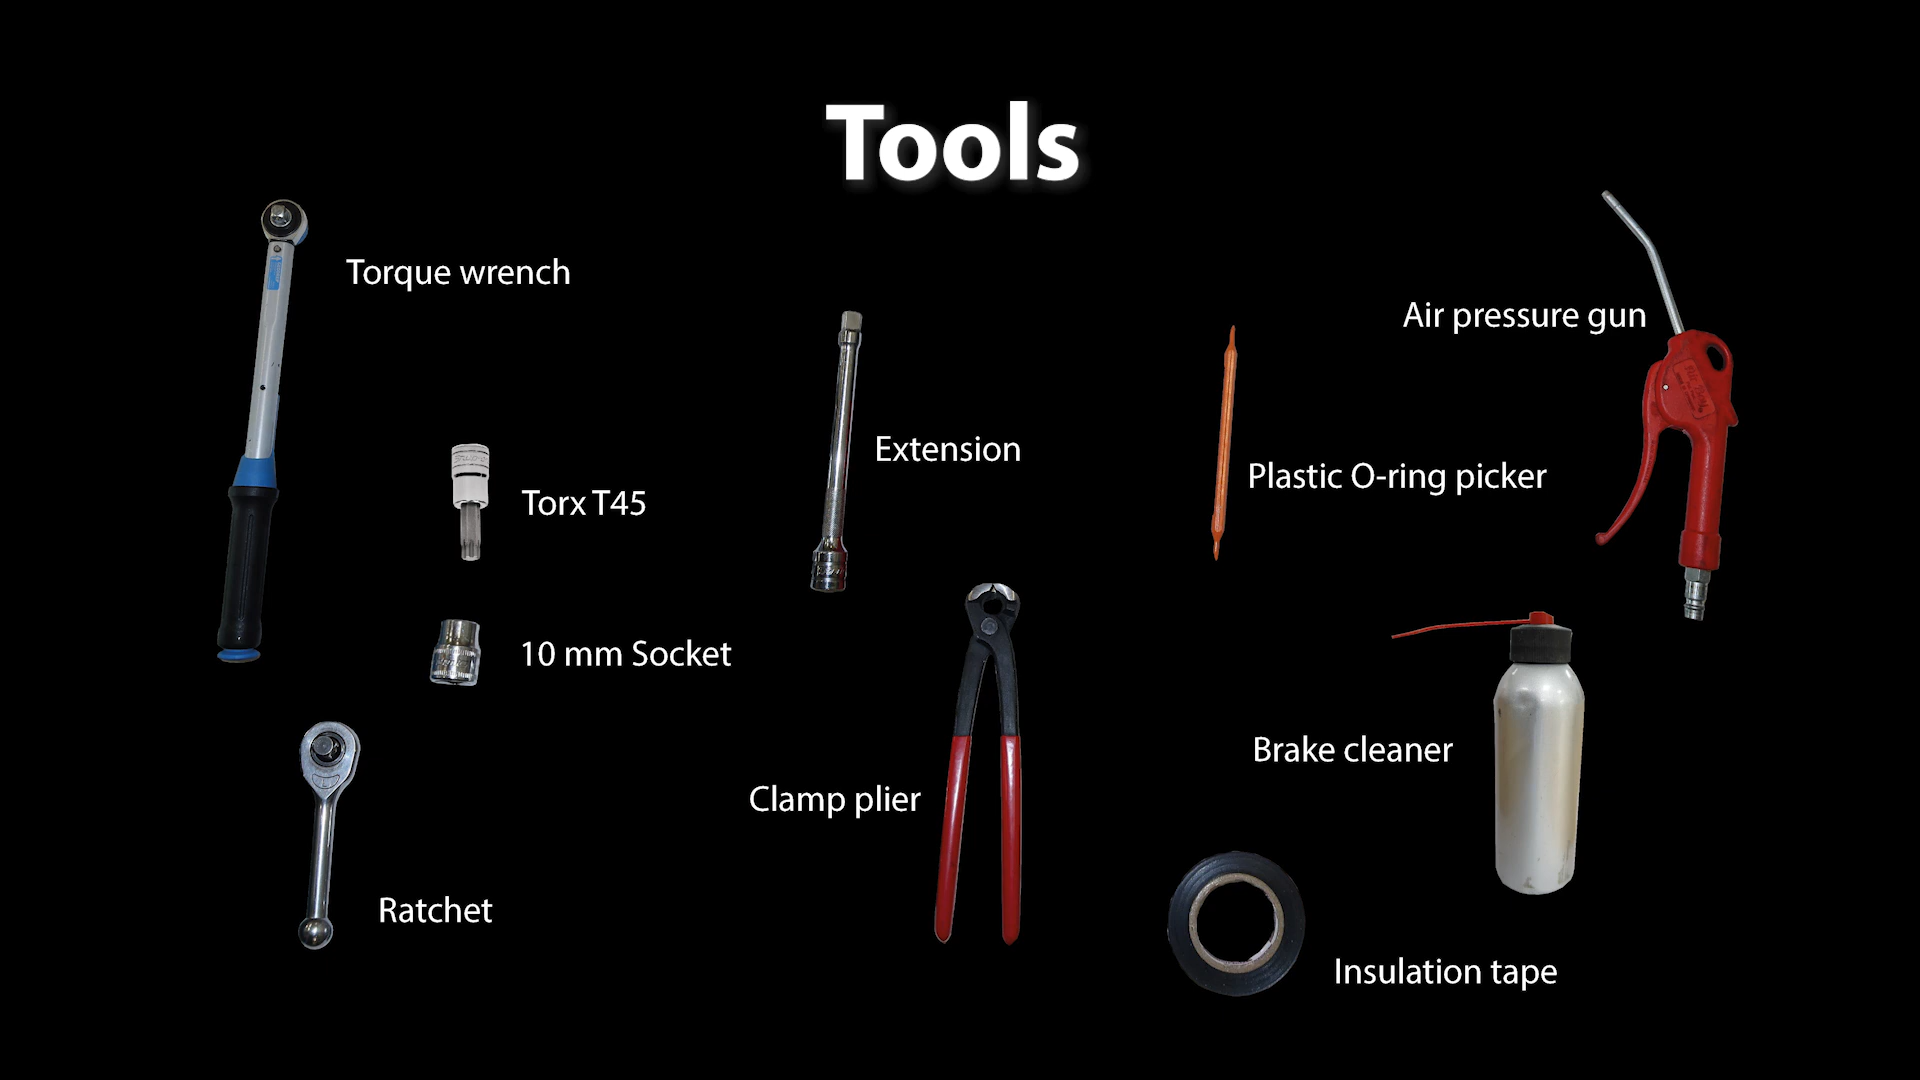 Tools
Torque wrench
Air pressure gun
Extension
Plastic O-ring picker
Torx T45
10 mm Socket
Brake cleaner
Clamp plier
Ratchet
Insulation tape